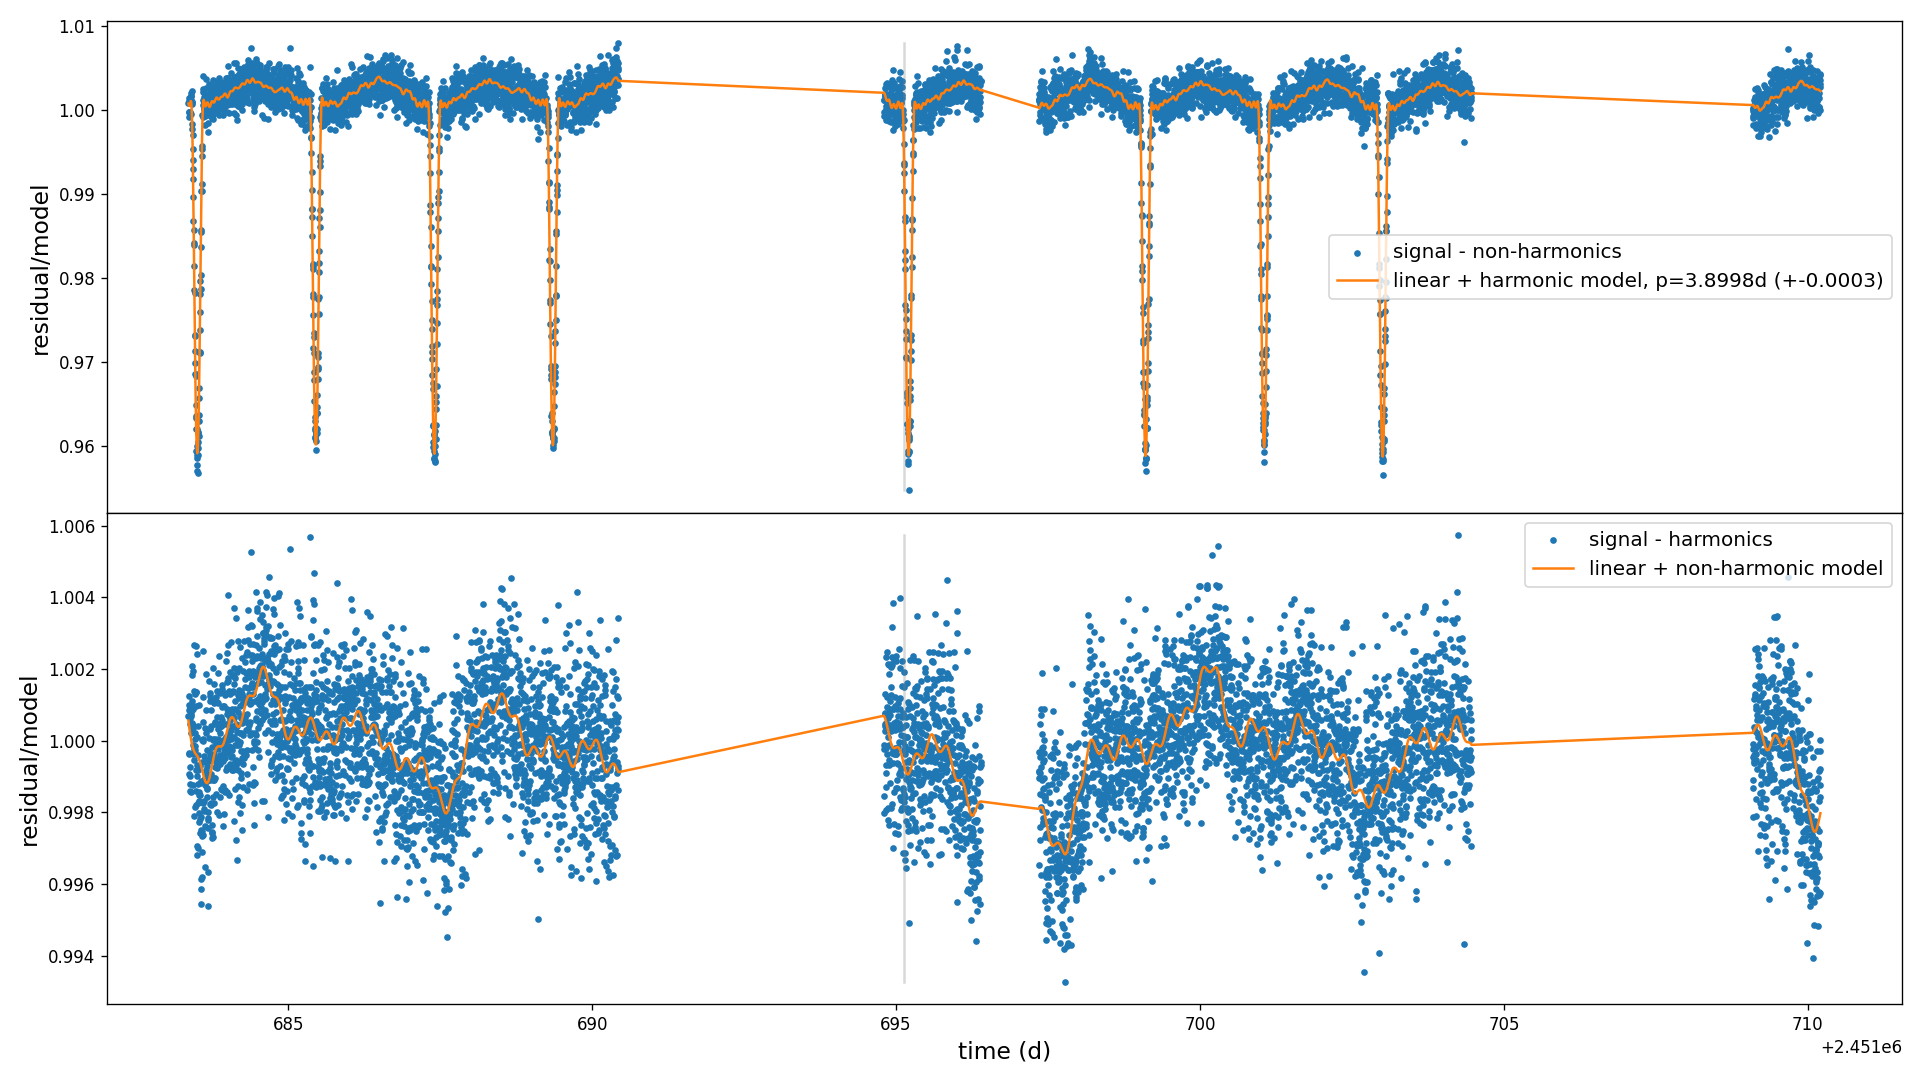 1.01
1.00
0.99
0.98
0.97
0.96
residual/model
signal - non-harmonics
linear + harmonic model, p=3.8998d (+-0.0003)
1.006
1.004
1.002
1.000
0.998
0.996
0.994
residual/model
signal - harmonics
linear + non-harmonic model
685
690
695
700
705
710
time (d)
+2.451e6